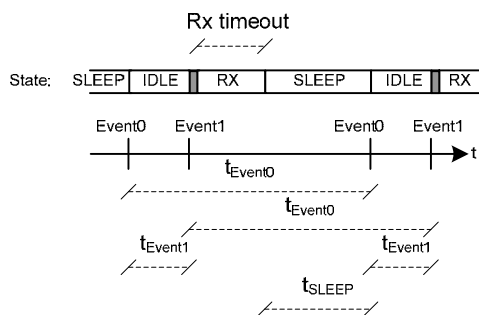 Rx timeout
State: SLEEP IDLE RX SLEEP IDLE RX
Event0 Event1 Event0 Event1
t
tEvent0
tEvent0
tEvent1 tEvent1
tSLEEP